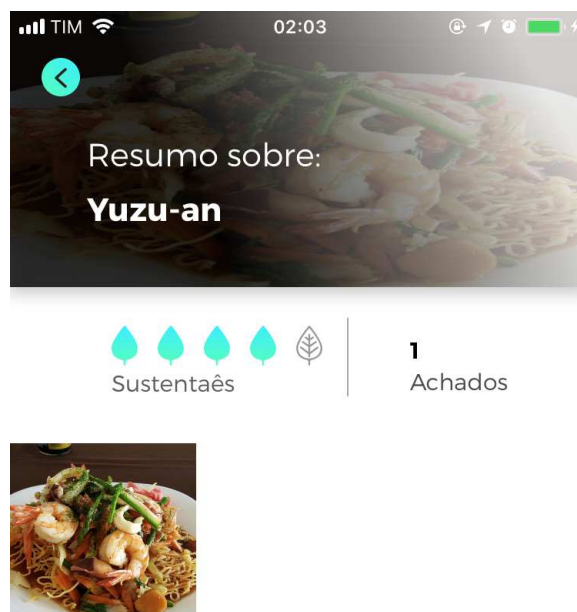 TIM 02:03
Resumo sobre:
Yuzu-an
Sustentaês
1
Achados